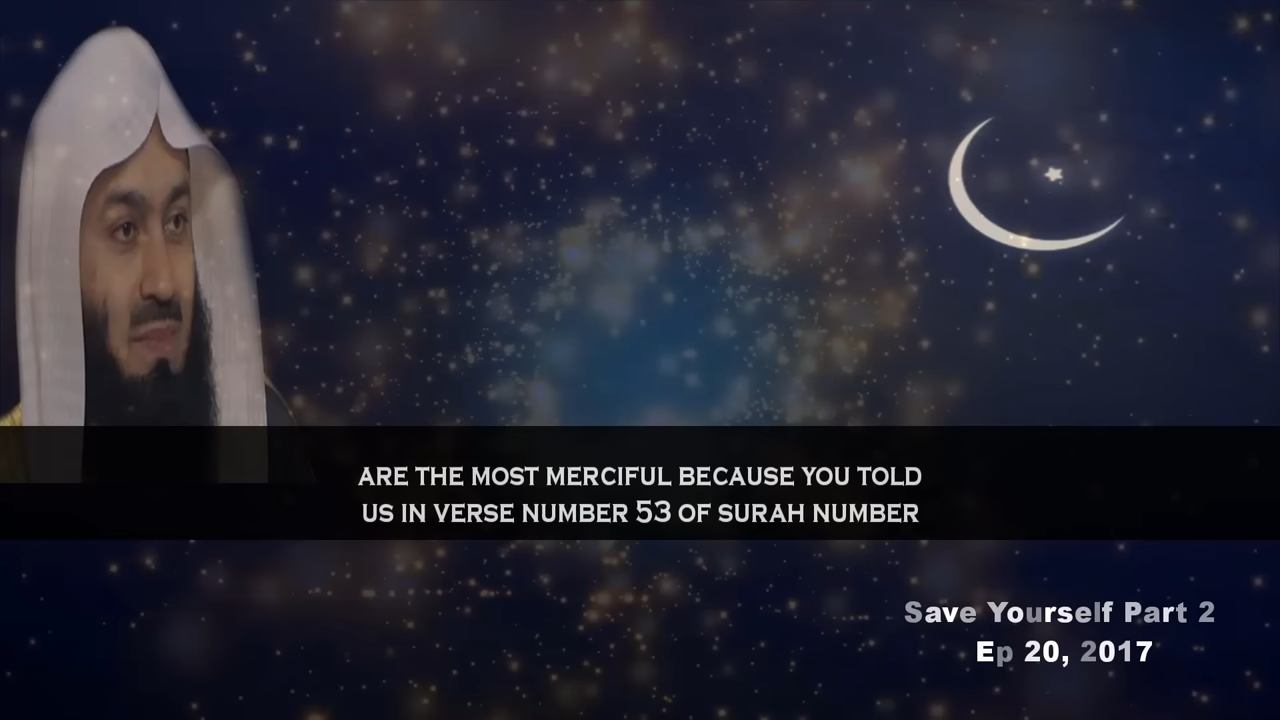 ARE THE MOST MERCIFUL BECAUSE YOU TOLD
US IN VERSE NUMBER 53 OF SURAH NUMBER
Save Yourself Part 2
Ep 20, 2017